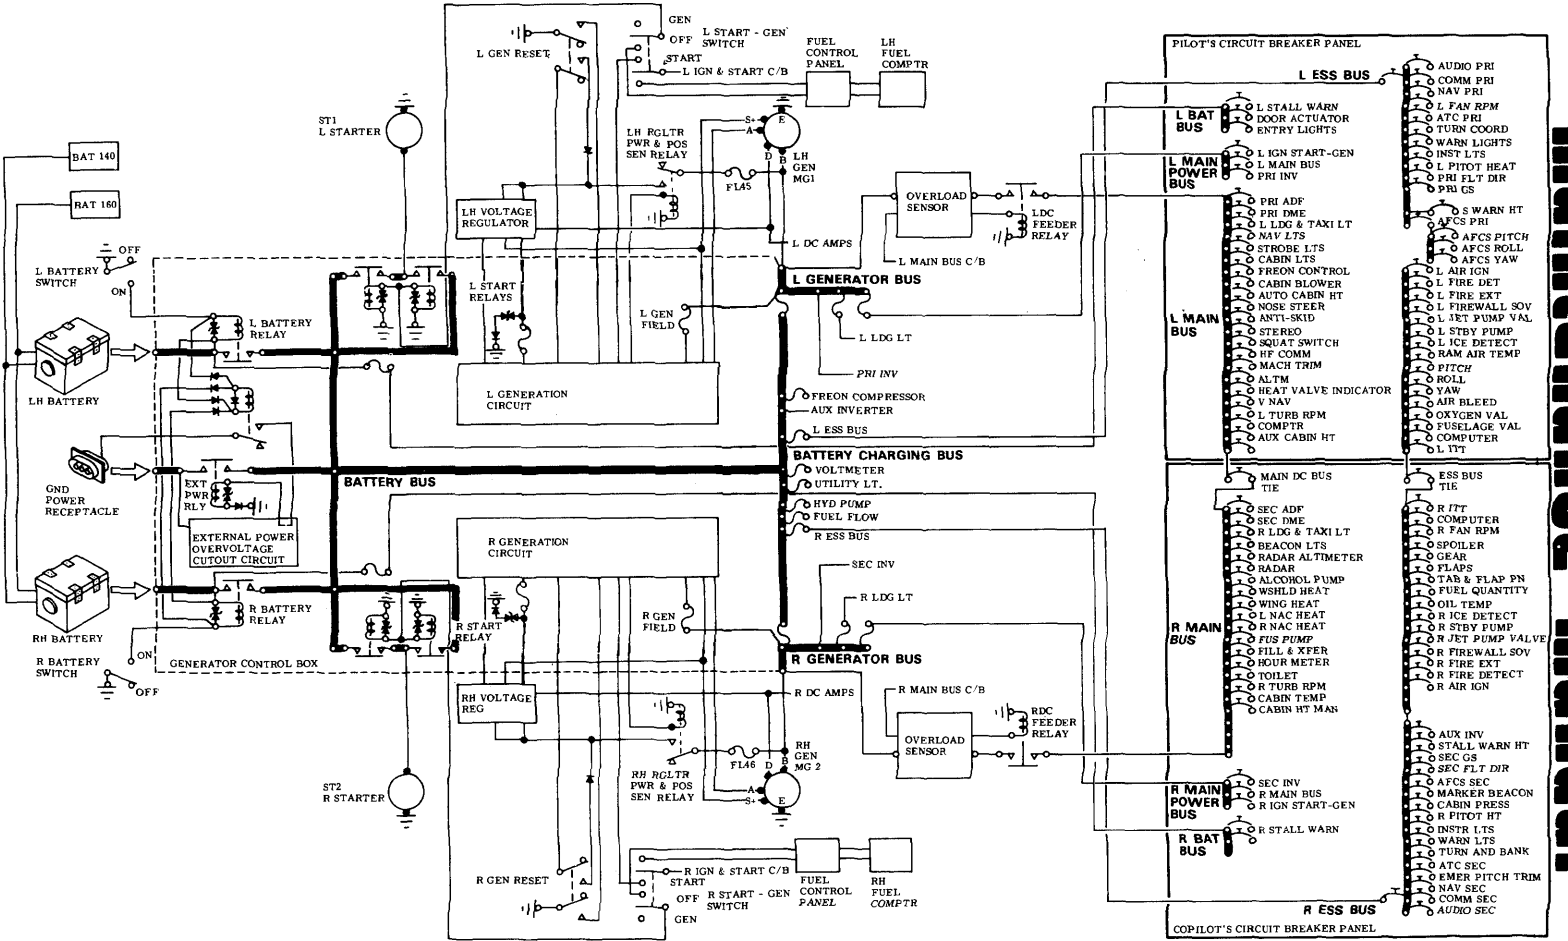 GEN
OFF
L START - GEN
SWITCH
START
L GEN RESET
L IGN & START C/B
FUEL
CONTROL
PANEL
LH
FUEL
COMPTR
ST1
L STARTER
LH RGLTR
PWR & POS
SEN RELAY
S+
A
E
D
B
LH
GEN
MG1
FL45
BAT 140
BAT 160
LH VOLTAGE
REGULATOR
OVERLOAD
SENSOR
LDC
FEEDER
RELAY
L DC AMPS
L MAIN BUS C/B
OFF
L BATTERY
SWITCH
ON
L BATTERY
RELAY
L START
RELAYS
L GEN
FIELD
L GENERATOR BUS
L LDG LT
PRI INV
LH BATTERY
L GENERATION
CIRCUIT
FREON COMPRESSOR
AUX INVERTER
L ESS BUS
BATTERY CHARGING BUS
VOLTMETER
UTILITY LT.
BATTERY BUS
GND
POWER
RECEPTACLE
EXT
PWR
RLY
EXTERNAL POWER
OVERVOLTAGE
CUTOUT CIRCUIT
HYD PUMP
FUEL FLOW
R ESS BUS
R GENERATION
CIRCUIT
SEC INV
R LDG LT
RH BATTERY
R BATTERY
RELAY
R START
RELAY
R GEN
FIELD
R GENERATOR BUS
R BATTERY
SWITCH
ON
OFF
GENERATOR CONTROL BOX
RH VOLTAGE
REG
R DC AMPS
R MAIN BUS C/B
OVERLOAD
SENSOR
RDC
FEEDER
RELAY
RH
GEN
MG 2
FL46
D
B
A
S+
E
RH RGLTR
PWR & POS
SEN RELAY
ST2
R STARTER
R GEN RESET
R IGN & START C/B
START
OFF
R START - GEN
SWITCH
GEN
FUEL
CONTROL
PANEL
RH
FUEL
COMPTR
PILOT'S CIRCUIT BREAKER PANEL
L ESS BUS
L BAT
BUS
L STALL WARN
DOOR ACTUATOR
ENTRY LIGHTS
L MAIN
POWER
BUS
L IGN START-GEN
L MAIN BUS
PRI INV
L MAIN
BUS
PRI ADF
PRI DME
L LDG & TAXI LT
NAV LTS
STROBE LTS
CABIN LTS
FREON CONTROL
CABIN BLOWER
AUTO CABIN HT
NOSE STEER
ANTI-SKID
STEREO
SQUAT SWITCH
HF COMM
MACH TRIM
ALTM
HEAT VALVE INDICATOR
V NAV
L TURB RPM
COMPTR
AUX CABIN HT
AUDIO PRI
COMM PRI
NAV PRI
L FAN RPM
ATC PRI
TURN COORD
WARN LIGHTS
INST LTS
L PITOT HEAT
PRI FLT DIR
PRI GS
S WARN HT
AFCS PRI
AFCS PITCH
AFCS ROLL
AFCS YAW
L AIR IGN
L FIRE DET
L FIRE EXT
L FIREWALL SOV
L JET PUMP VAL
L STBY PUMP
L ICE DETECT
RAM AIR TEMP
PITCH
ROLL
YAW
AIR BLEED
OXYGEN VAL
FUSELAGE VAL
COMPUTER
L ITT
MAIN DC BUS
TIE
ESS BUS
TIE
R MAIN
BUS
SEC ADF
SEC DME
R LDG & TAXI LT
BEACON LTS
RADAR ALTIMETER
RADAR
ALCOHOL PUMP
WSHLD HEAT
WING HEAT
L NAC HEAT
R NAC HEAT
FUS PUMP
FILL & XFER
HOUR METER
TOILET
R TURB RPM
CABIN TEMP
CABIN HT MAN
R MAIN
POWER
BUS
SEC INV
R MAIN BUS
R IGN START-GEN
R BAT
BUS
R STALL WARN
R ITT
COMPUTER
R FAN RPM
SPOILER
GEAR
FLAPS
TAB & FLAP PN
FUEL QUANTITY
OIL TEMP
R ICE DETECT
R STBY PUMP
R JET PUMP VALVE
R FIREWALL SOV
R FIRE EXT
R FIRE DETECT
R AIR IGN
AUX INV
STALL WARN HT
SEC GS
SEC FLT DIR
AFCS SEC
MARKER BEACON
CABIN PRESS
R PITOT HT
INSTR LTS
WARN LTS
TURN AND BANK
ATC SEC
EMER PITCH TRIM
NAV SEC
COMM SEC
AUDIO SEC
R ESS BUS
COPILOT'S CIRCUIT BREAKER PANEL